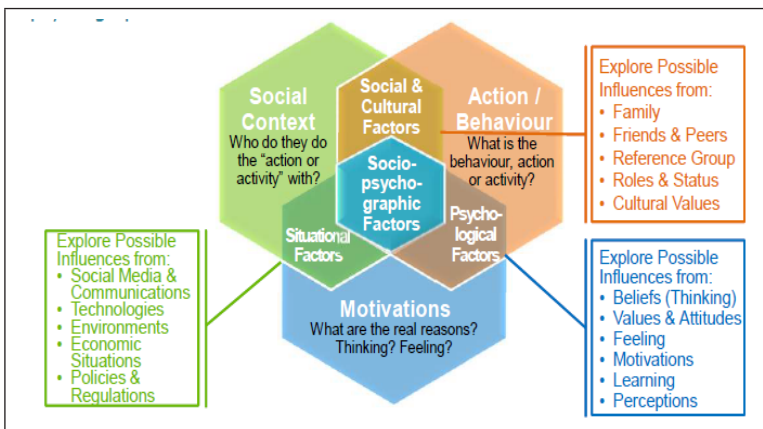 Social
Context
Who do they do
the “action or
activity” with?
Social &
Cultural
Factors
Action /
Behaviour
What is the
behaviour, action
or activity?
Socio-
psycho-
graphic
Factors
Situational
Factors
Psycho-
logical
Factors
Motivations
What are the real reasons?
Thinking? Feeling?
Explore Possible
Influences from:
• Family
• Friends & Peers
• Reference Group
• Roles & Status
• Cultural Values
Explore Possible
Influences from:
• Social Media &
Communications
• Technologies
• Environments
• Economic
Situations
• Policies &
Regulations
Explore Possible
Influences from:
• Beliefs (Thinking)
• Values & Attitudes
• Feeling
• Motivations
• Learning
• Perceptions